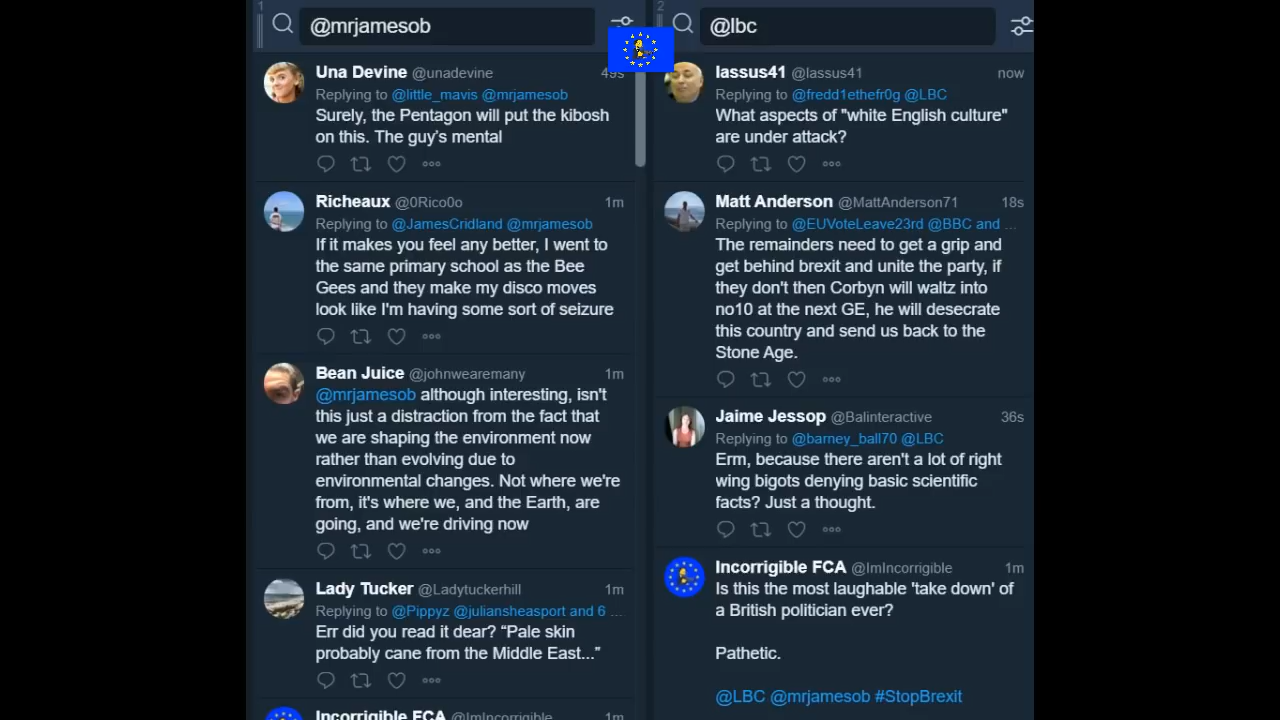 1
@mrjamesob
Una Devine @unadevine 49s
Replying to @little_mavis @mrjamesob
Surely, the Pentagon will put the kibosh
on this. The guy's mental
Richeaux @0Rico0o 1m
Replying to @JamesCridland @mrjamesob
If it makes you feel any better, I went to
the same primary school as the Bee
Gees and they make my disco moves
look like I'm having some sort of seizure
Bean Juice @johnwearemany 1m
@mrjamesob although interesting, isn't
this just a distraction from the fact that
we are shaping the environment now
rather than evolving due to
environmental changes. Not where we're
from, it's where we, and the Earth, are
going, and we're driving now
Lady Tucker @Ladytuckerhill 1m
Replying to @Pippyz @juliansheasport and 6 ...
Err did you read it dear? “Pale skin
probably cane from the Middle East...”
Incorrigible FCA @ImIncorrigible 1m
2
@lbc
lassus41 @lassus41 now
Replying to @fredd1ethefr0g @LBC
What aspects of "white English culture"
are under attack?
Matt Anderson @MattAnderson71 18s
Replying to @EUVoteLeave23rd @BBC and ...
The remainders need to get a grip and
get behind brexit and unite the party, if
they don't then Corbyn will waltz into
no10 at the next GE, he will desecrate
this country and send us back to the
Stone Age.
Jaime Jessop @Balinteractive 36s
Replying to @barney_ball70 @LBC
Erm, because there aren't a lot of right
wing bigots denying basic scientific
facts? Just a thought.
Incorrigible FCA @ImIncorrigible 1m
Is this the most laughable 'take down' of
a British politician ever?
Pathetic.
@LBC @mrjamesob #StopBrexit